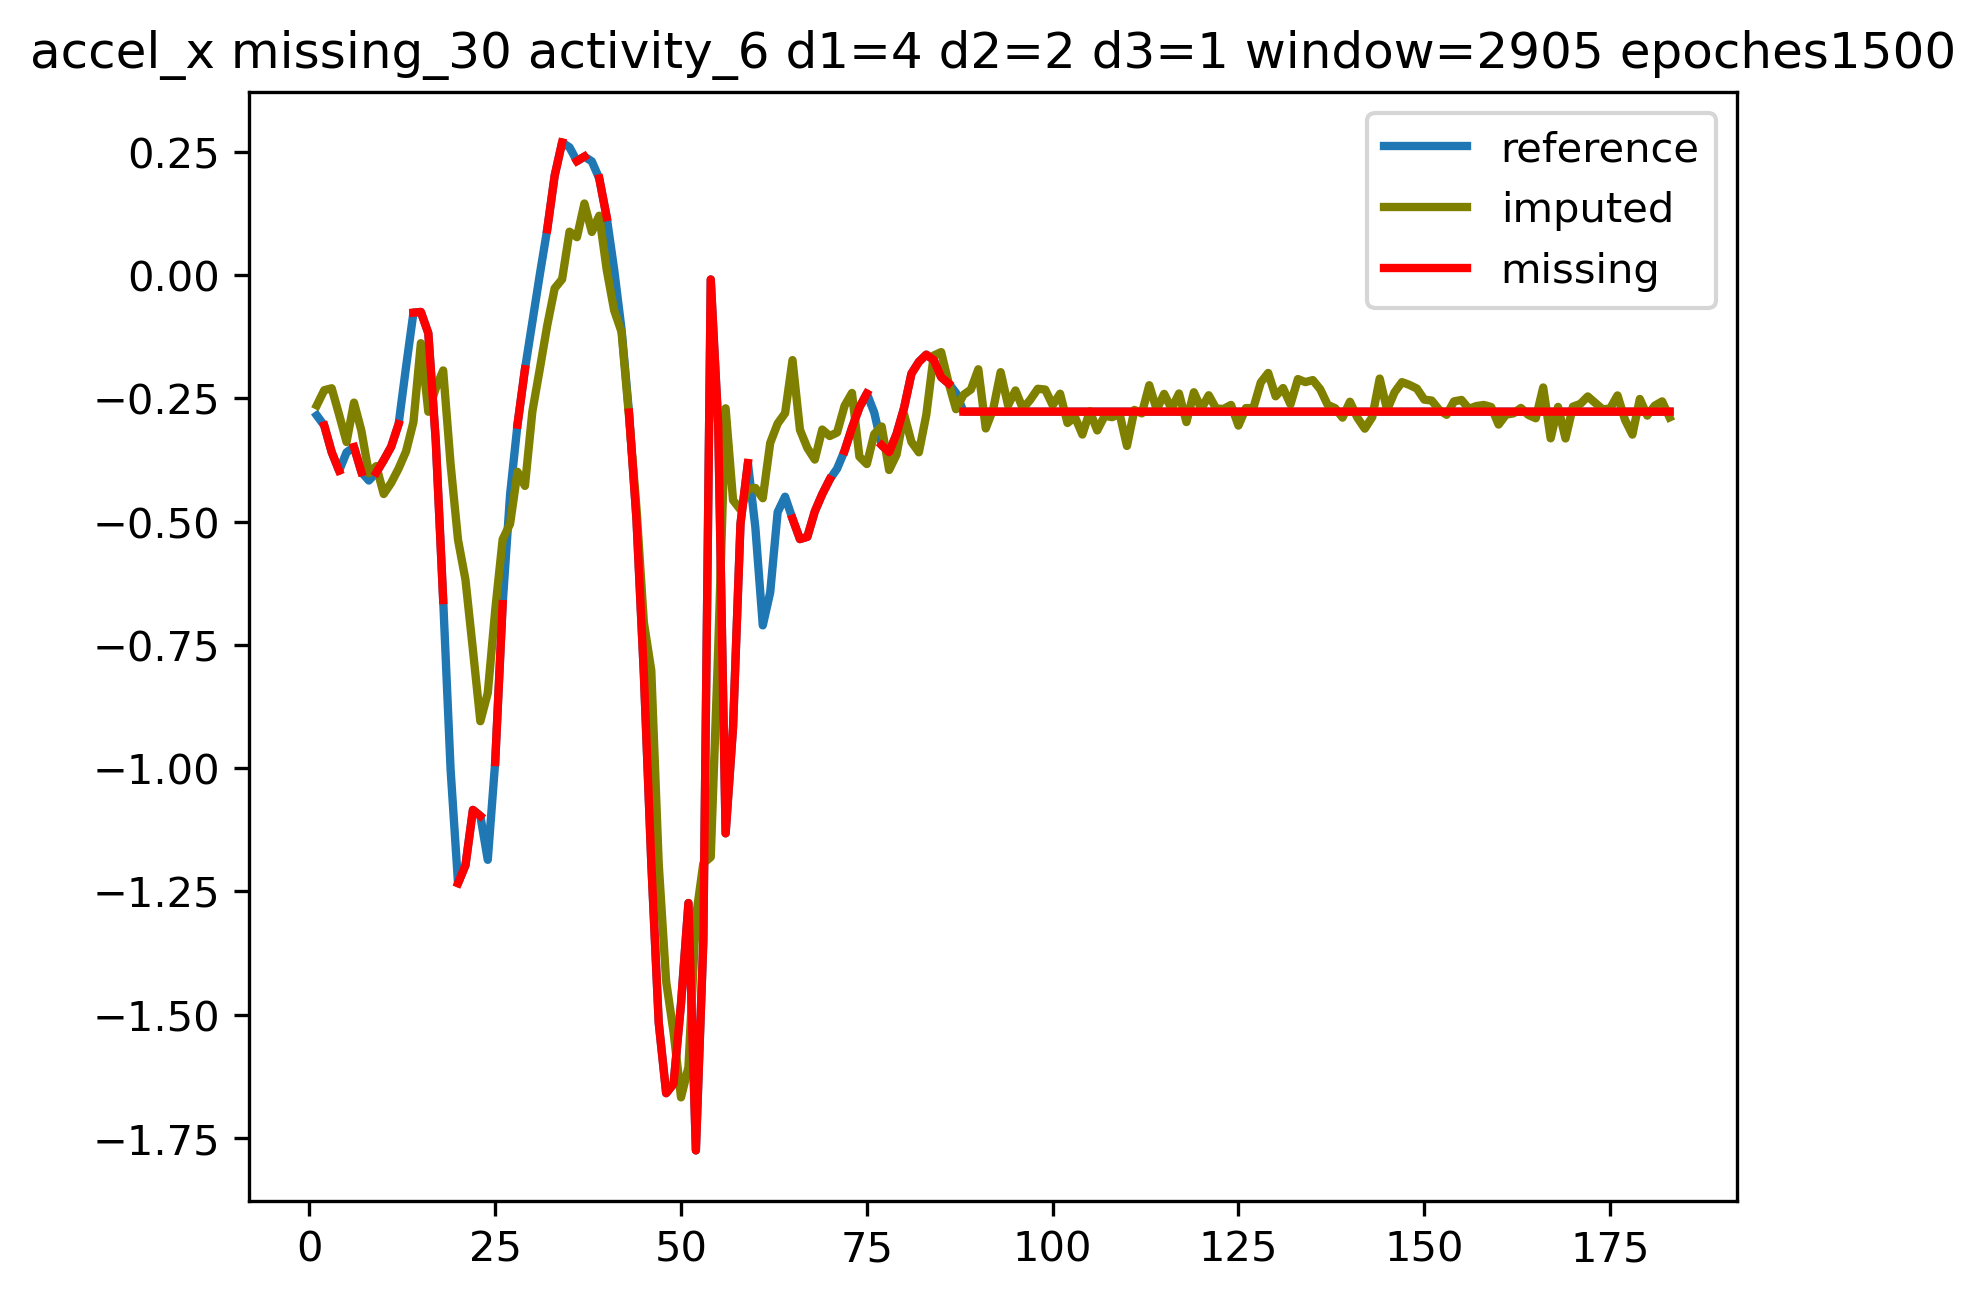 accel_x missing_30 activity_6 d1=4 d2=2 d3=1 window=2905 epoches1500
reference
imputed
missing
0.25
0.00
−0.25
−0.50
−0.75
−1.00
−1.25
−1.50
−1.75
0 25 50 75 100 125 150 175